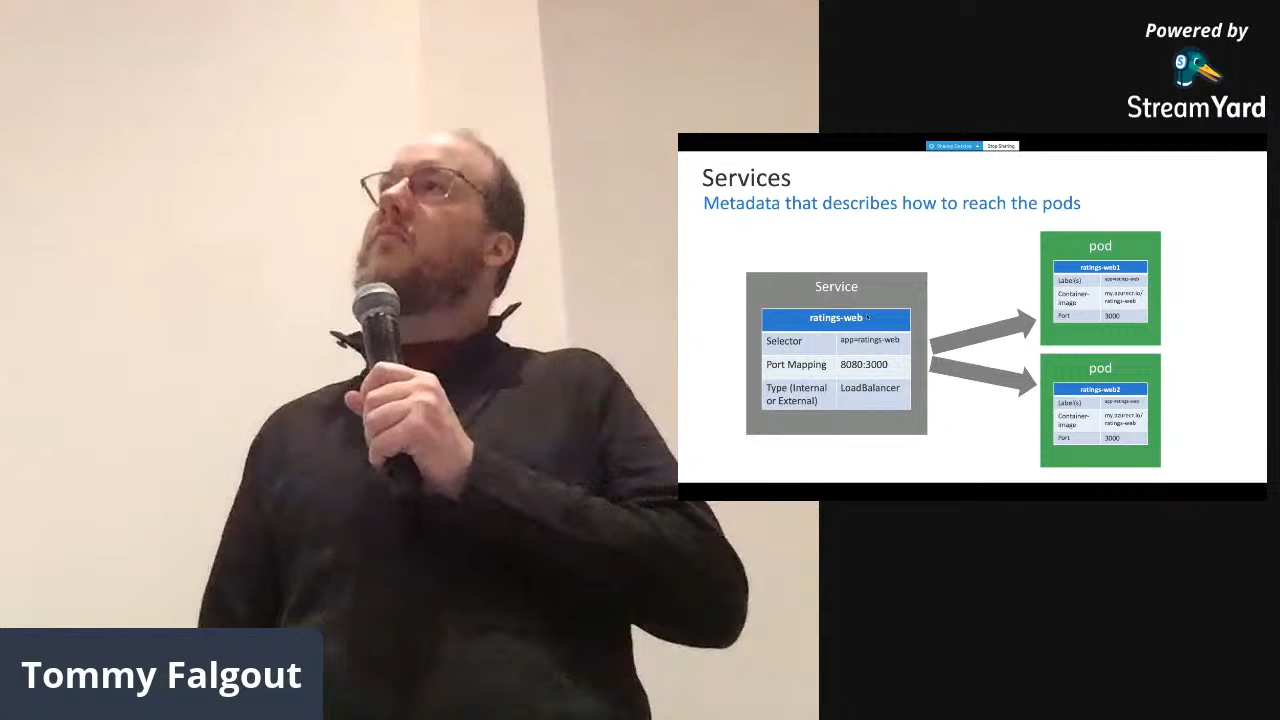 Powered by
StreamYard
Stop Sharing
Services
Metadata that describes how to reach the pods
Service
ratings-web
Selector app=ratings-web
Port Mapping 8080:3000
Type (Internal or External) LoadBalancer
pod
ratings-web1
Label(s) app=ratings-web
Container-image my.azurecr.io/ratings-web
Port 3000
pod
ratings-web2
Label(s) app=ratings-web
Container-image my.azurecr.io/ratings-web
Port 3000
Tommy Falgout